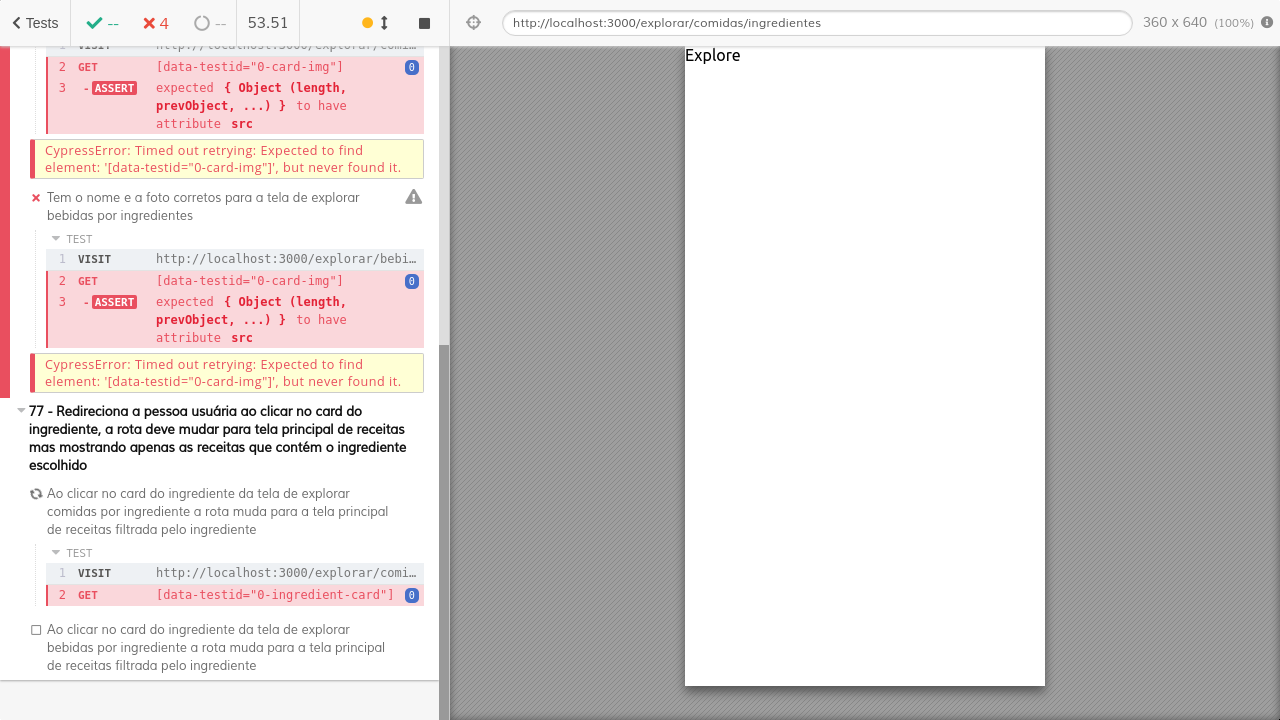 Tests
--
4
--
53.51
http://localhost:3000/explorar/comidas/ingredientes
360 x 640 (100%)
1 VISIT http://localhost:3000/explorar/comi…
2 GET [data-testid="0-card-img"] 0
3 -ASSERT expected { Object (length,
prevObject, ...) } to have
attribute src
CypressError: Timed out retrying: Expected to find
element: '[data-testid="0-card-img"]', but never found it.
Tem o nome e a foto corretos para a tela de explorar
bebidas por ingredientes
TEST
1 VISIT http://localhost:3000/explorar/bebi…
2 GET [data-testid="0-card-img"] 0
3 -ASSERT expected { Object (length,
prevObject, ...) } to have
attribute src
CypressError: Timed out retrying: Expected to find
element: '[data-testid="0-card-img"]', but never found it.
77 - Redireciona a pessoa usuária ao clicar no card do
ingrediente, a rota deve mudar para tela principal de receitas
mas mostrando apenas as receitas que contém o ingrediente
escolhido
Ao clicar no card do ingrediente da tela de explorar
comidas por ingrediente a rota muda para a tela principal
de receitas filtrada pelo ingrediente
TEST
1 VISIT http://localhost:3000/explorar/comi…
2 GET [data-testid="0-ingredient-card"] 0
Ao clicar no card do ingrediente da tela de explorar
bebidas por ingrediente a rota muda para a tela principal
de receitas filtrada pelo ingrediente
Explore